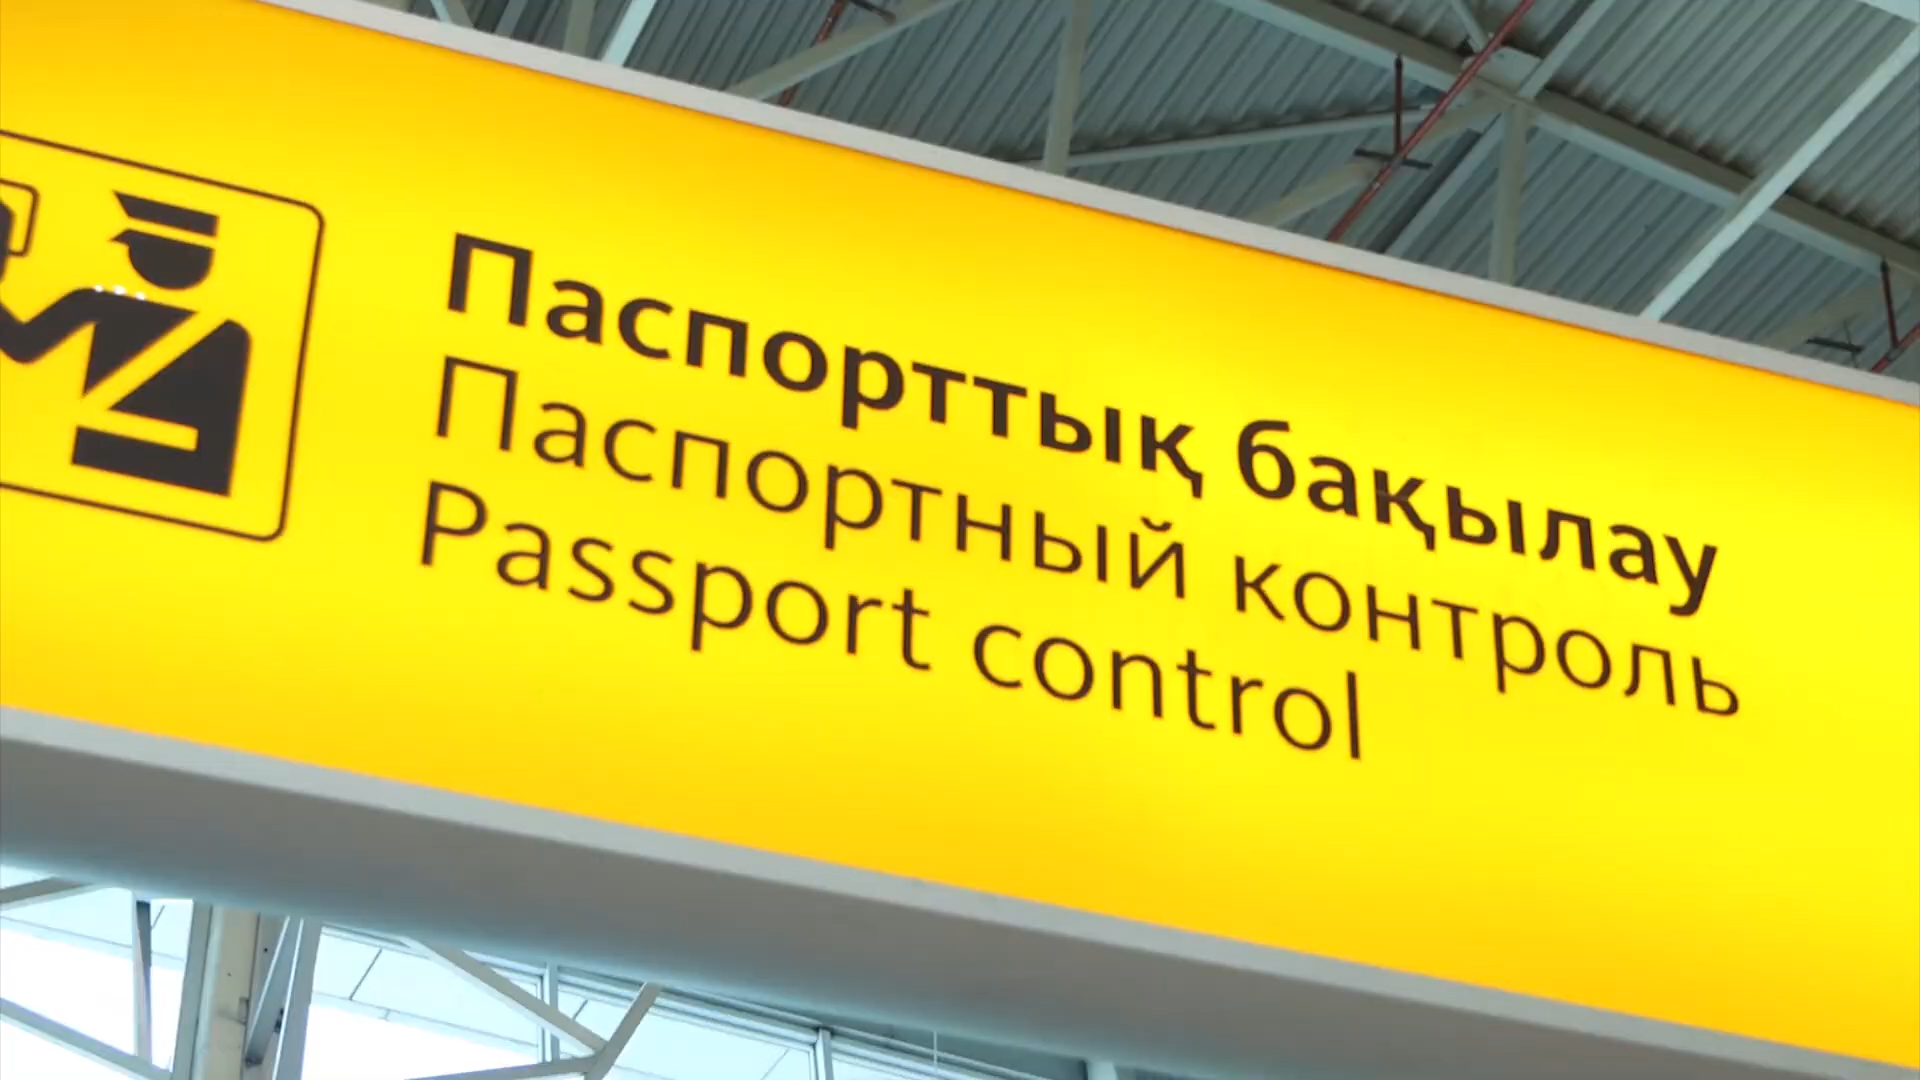 Паспорттық бақылау
Паспортный контроль
Passport control